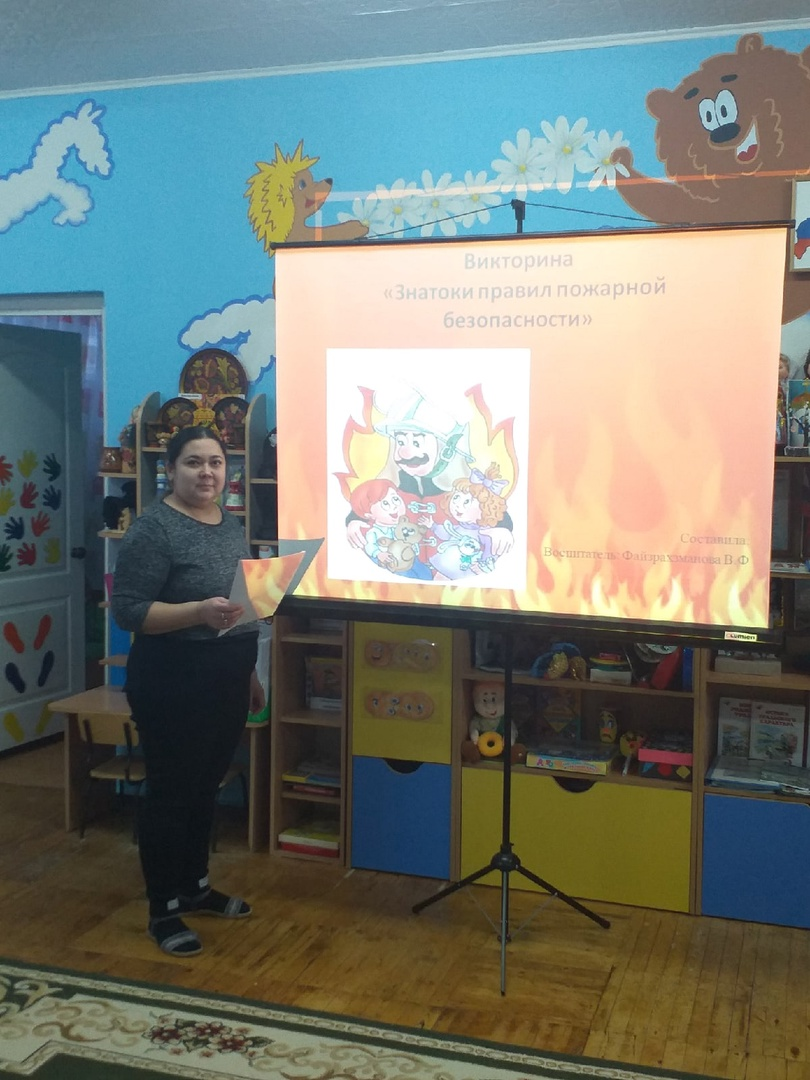 Викторина
«Знатоки правил пожарной
безопасности»
Составила
Воспитатель: Файзрахманова В.Ф